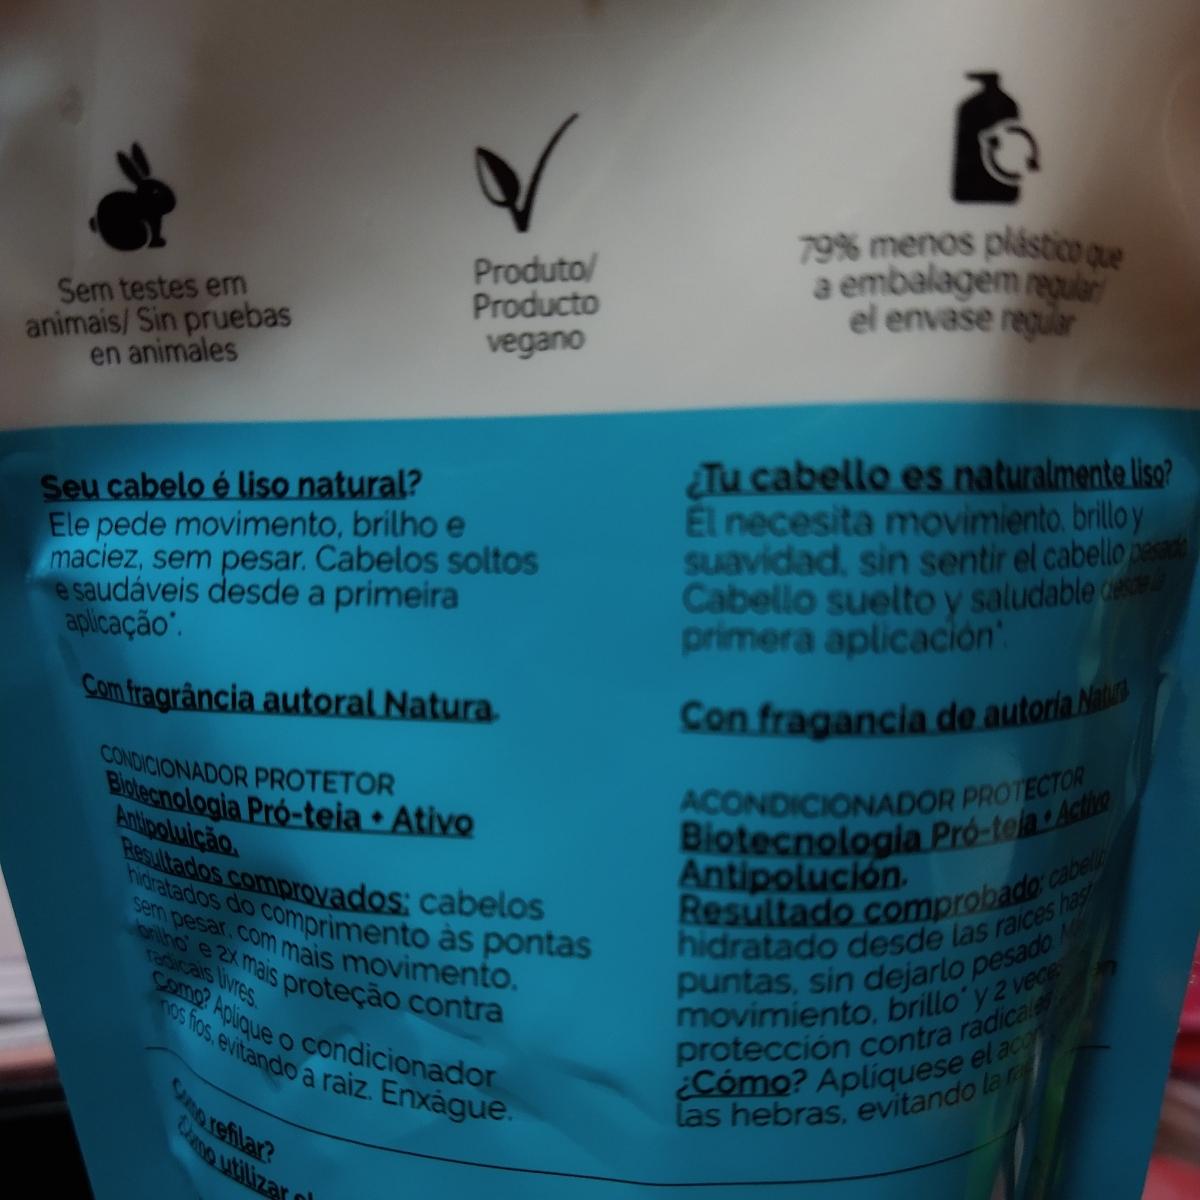 Sem testes em
animais/ Sin pruebas
en animales
Produto/
Producto
vegano
79% menos plástico que
a embalagem regular/
el envase regular
Seu cabelo é liso natural?
Ele pede movimento, brilho e
maciez, sem pesar. Cabelos soltos
e saudáveis desde a primeira
aplicação*.
Com fragrância autoral Natura.
CONDICIONADOR PROTETOR
Biotecnologia Pró-teia • Ativo
Antipoluição.
Resultados comprovados: cabelos
hidratados do comprimento às pontas
sem pesar, com mais movimento,
brilho* e 2x mais proteção contra
radicais livres.
Como? Aplique o condicionador
nos fios, evitando a raiz. Enxágue.
Como refilar?
¿Cómo utilizar el
¿Tu cabello es naturalmente liso?
Él necesita movimiento, brillo y
suavidad, sin sentir el cabello pesado
Cabello suelto y saludable desde la
primera aplicación*.
Con fragancia de autoría Natura.
ACONDICIONADOR PROTECTOR
Biotecnología Pró-teia • Activo
Antipolución.
Resultado comprobado: cabello
hidratado desde las raíces
puntas, sin dejarlo pesado.
movimiento, brillo* y 2
protección contra
¿Cómo? Aplíquese el
las hebras, evitando la